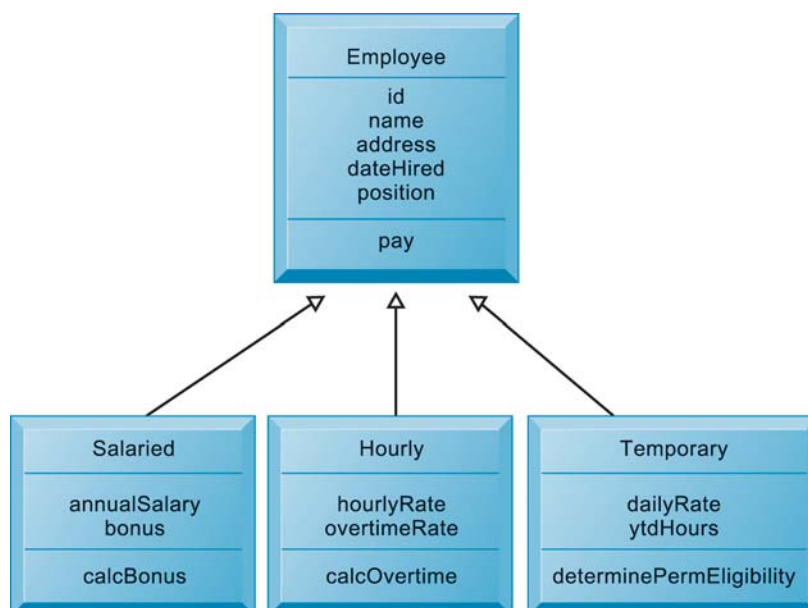 Employee
id
name
address
dateHired
position
pay
Salaried
annualSalary
bonus
calcBonus
Hourly
hourlyRate
overtimeRate
calcOvertime
Temporary
dailyRate
ytdHours
determinePermEligibility